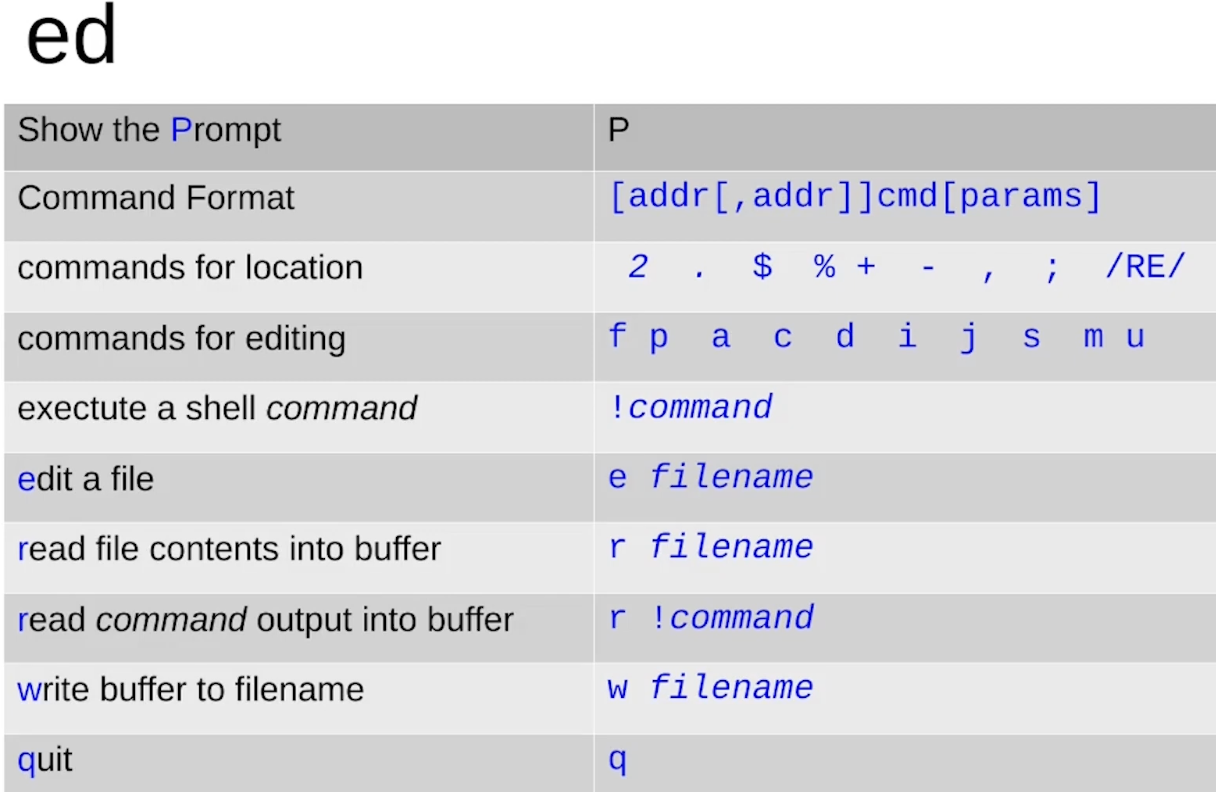 ed
Show the Prompt P
Command Format [addr[,addr]]cmd[params]
commands for location 2 . $ % + - , ; /RE/
commands for editing f p a c d i j s m u
exectute a shell command !command
edit a file e filename
read file contents into buffer r filename
read command output into buffer r !command
write buffer to filename w filename
quit q